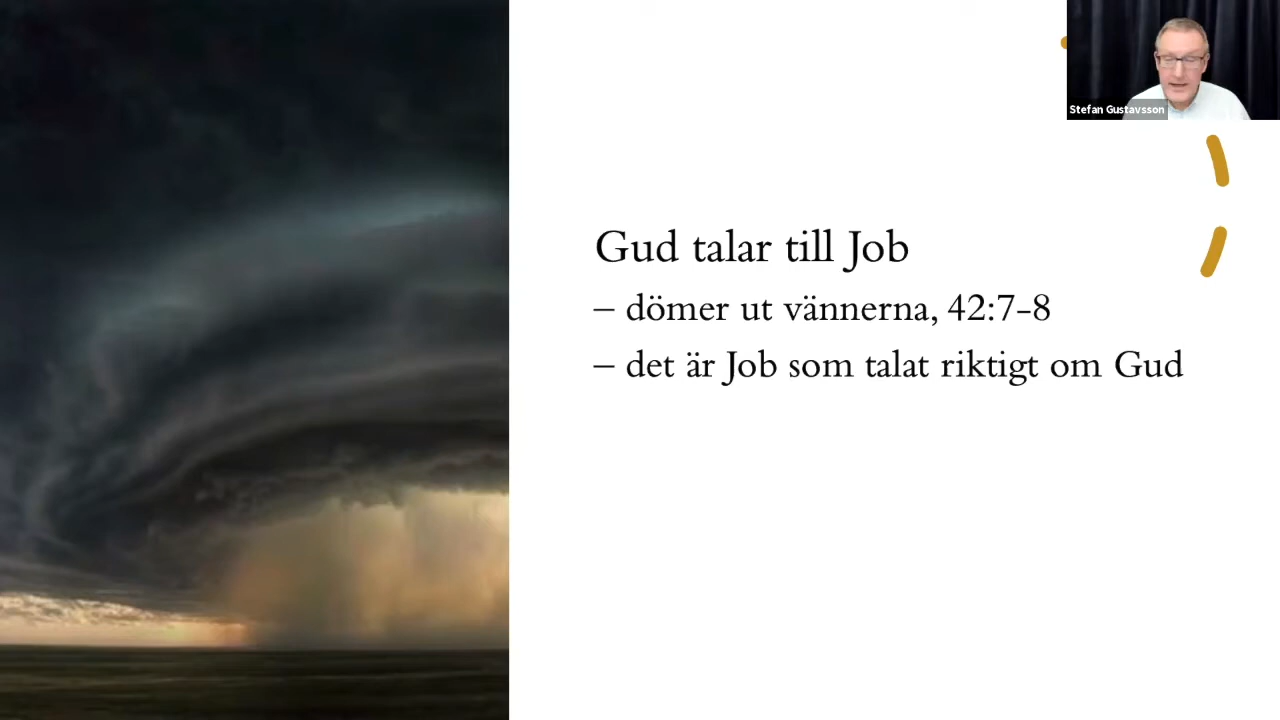 Stefan Gustavsson
Gud talar till Job
– dömer ut vännerna, 42:7-8
– det är Job som talat riktigt om Gud